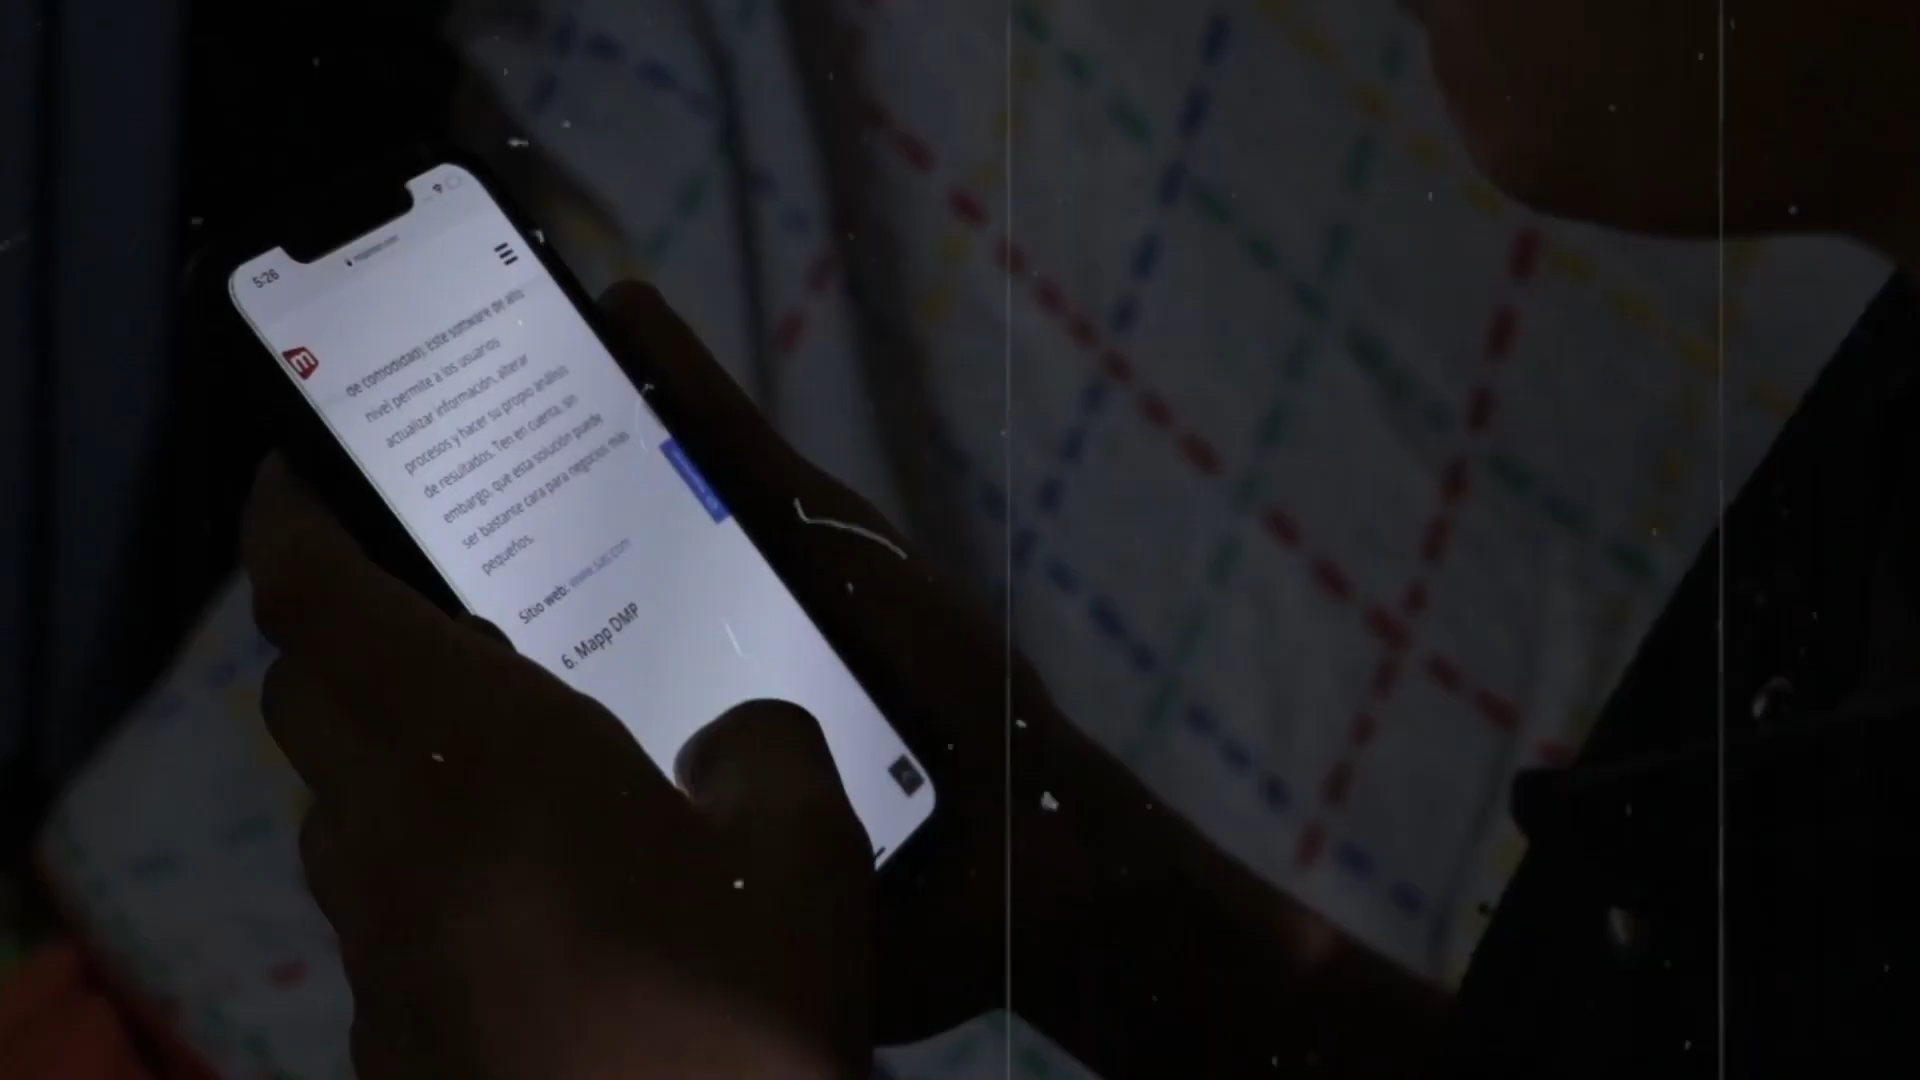 5:26
m
de comodidad); este software de alto
nivel permite a los usuarios
actualizar información, alterar
procesos y hacer su propio análisis
de resultados. Ten en cuenta, sin
embargo, que esta solución puede
ser bastante cara para negocios más
pequeños.
Sitio web: www.sas.com
6. Mapp DMP